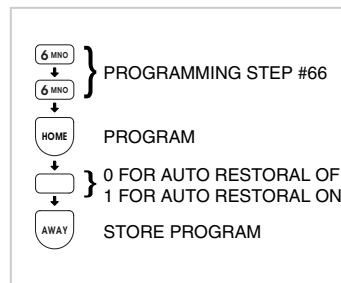 6 MNO
PROGRAMMING STEP #66
6 MNO
HOME
PROGRAM
0 FOR AUTO RESTORAL OF
1 FOR AUTO RESTORAL ON
AWAY
STORE PROGRAM